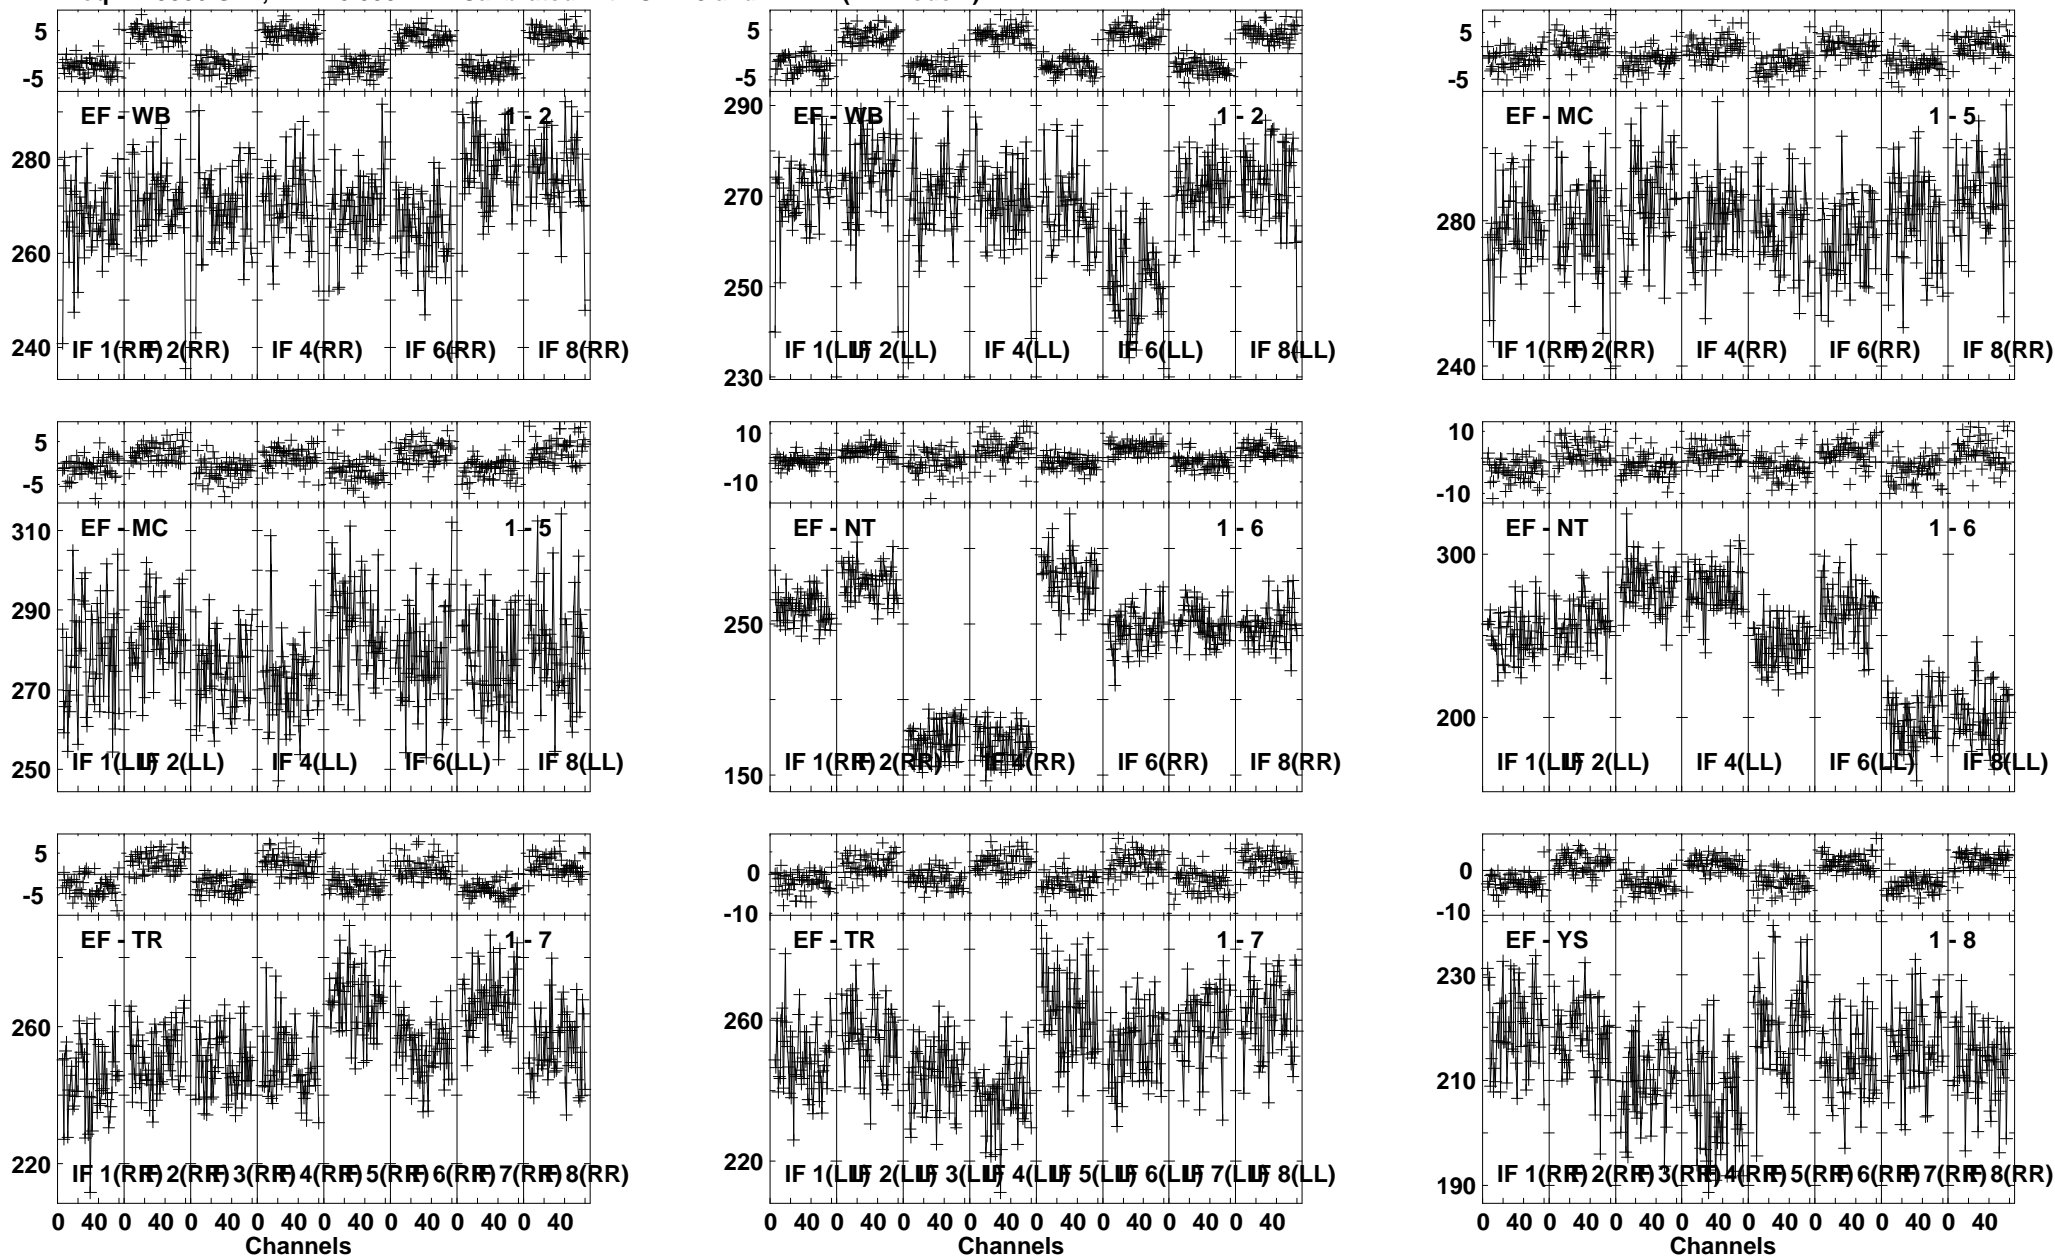 5
-5
EF - WB 1 - 2
280
260
240
IF 1(RR) IF 2(RR) IF 4(RR) IF 6(RR) IF 8(RR)
5
-5
290
EF - WB 1 - 2
270
250
230
IF 1(LL) IF 2(LL) IF 4(LL) IF 6(LL) IF 8(LL)
5
-5
EF - MC 1 - 5
280
240
IF 1(RR) IF 2(RR) IF 4(RR) IF 6(RR) IF 8(RR)
5
-5
310
EF - MC 1 - 5
290
270
250
IF 1(LL) IF 2(LL) IF 4(LL) IF 6(LL) IF 8(LL)
10
-10
EF - NT 1 - 6
250
150
IF 1(RR) IF 2(RR) IF 4(RR) IF 6(RR) IF 8(RR)
10
-10
300
EF - NT 1 - 6
200
IF 1(LL) IF 2(LL) IF 4(LL) IF 6(LL) IF 8(LL)
5
-5
EF - TR 1 - 7
260
220
IF 1(RR) IF 2(RR) IF 3(RR) IF 4(RR) IF 5(RR) IF 6(RR) IF 7(RR) IF 8(RR)
0 40 0 40 0 40 0 40 0 40 0 40 0 40 0 40
Channels
0
-10
EF - TR 1 - 7
260
220
IF 1(LL) IF 2(LL) IF 3(LL) IF 4(LL) IF 5(LL) IF 6(LL) IF 7(LL) IF 8(LL)
0 40 0 40 0 40 0 40 0 40 0 40 0 40 0 40
Channels
0
-10
EF - YS 1 - 8
230
210
190
IF 1(RR) IF 2(RR) IF 3(RR) IF 4(RR) IF 5(RR) IF 6(RR) IF 7(RR) IF 8(RR)
0 40 0 40 0 40 0 40 0 40 0 40 0 40 0 40
Channels